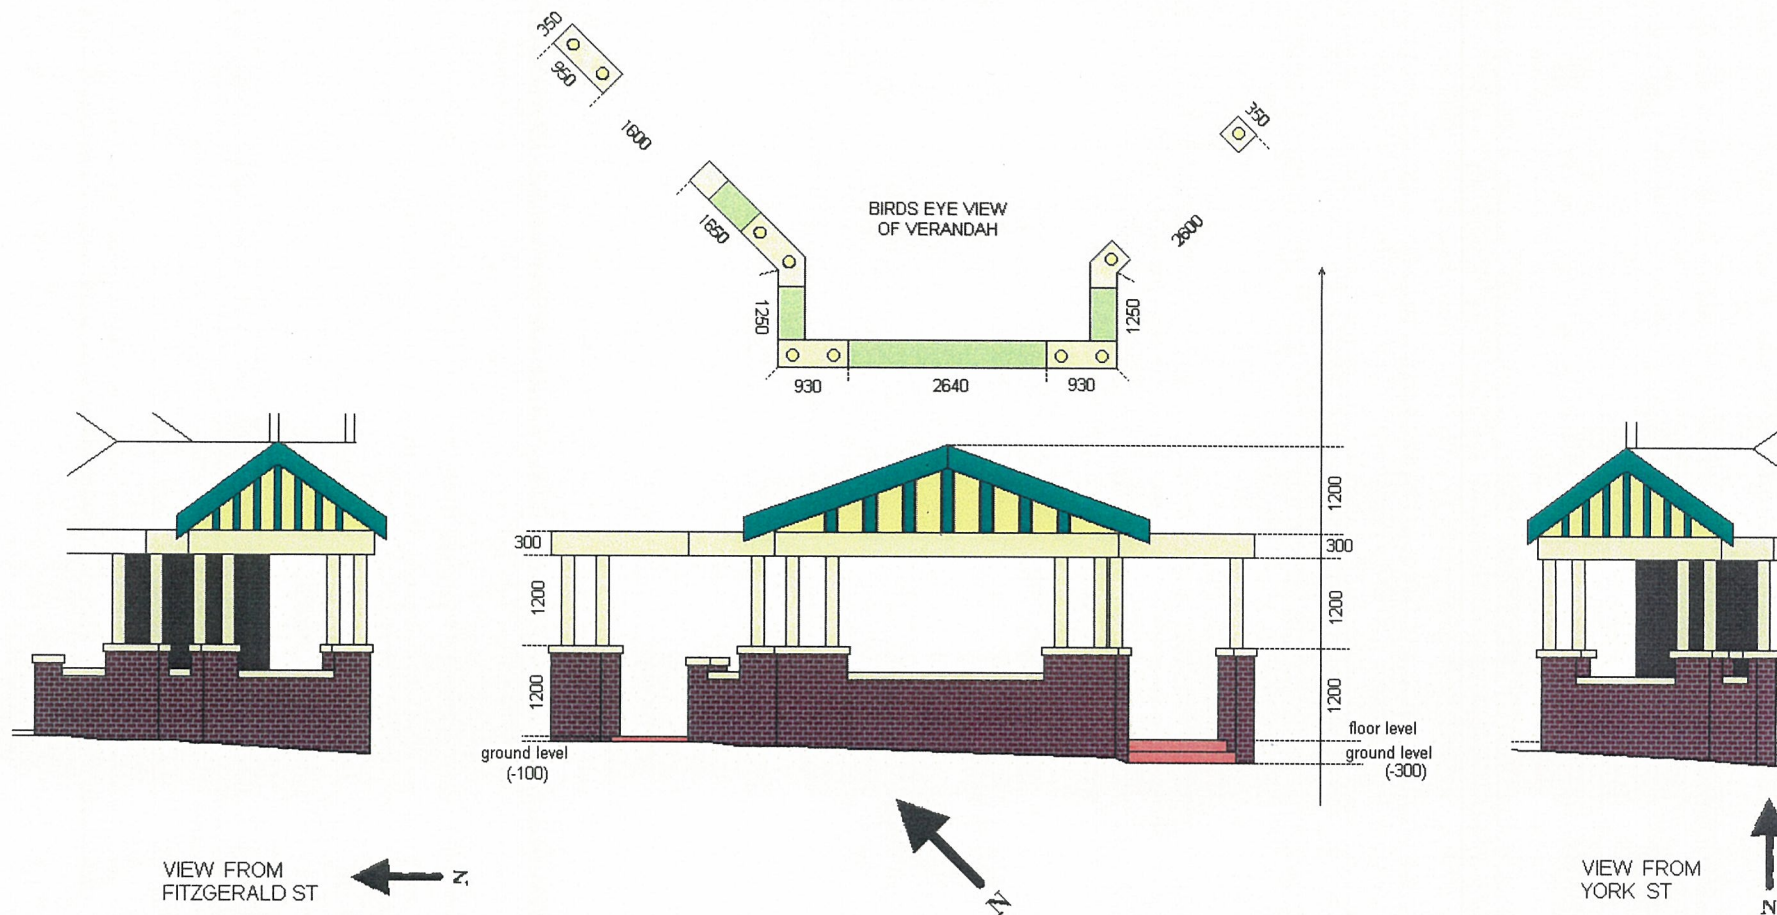 350
950
1600
350
BIRDS EYE VIEW
OF VERANDAH
1650
2600
1250
1250
930
2640
930
300
1200
1200
1200
300
1200
1200
floor level
ground level
(-300)
ground level
(-100)
VIEW FROM
FITZGERALD ST
N
N
VIEW FROM
YORK ST
N